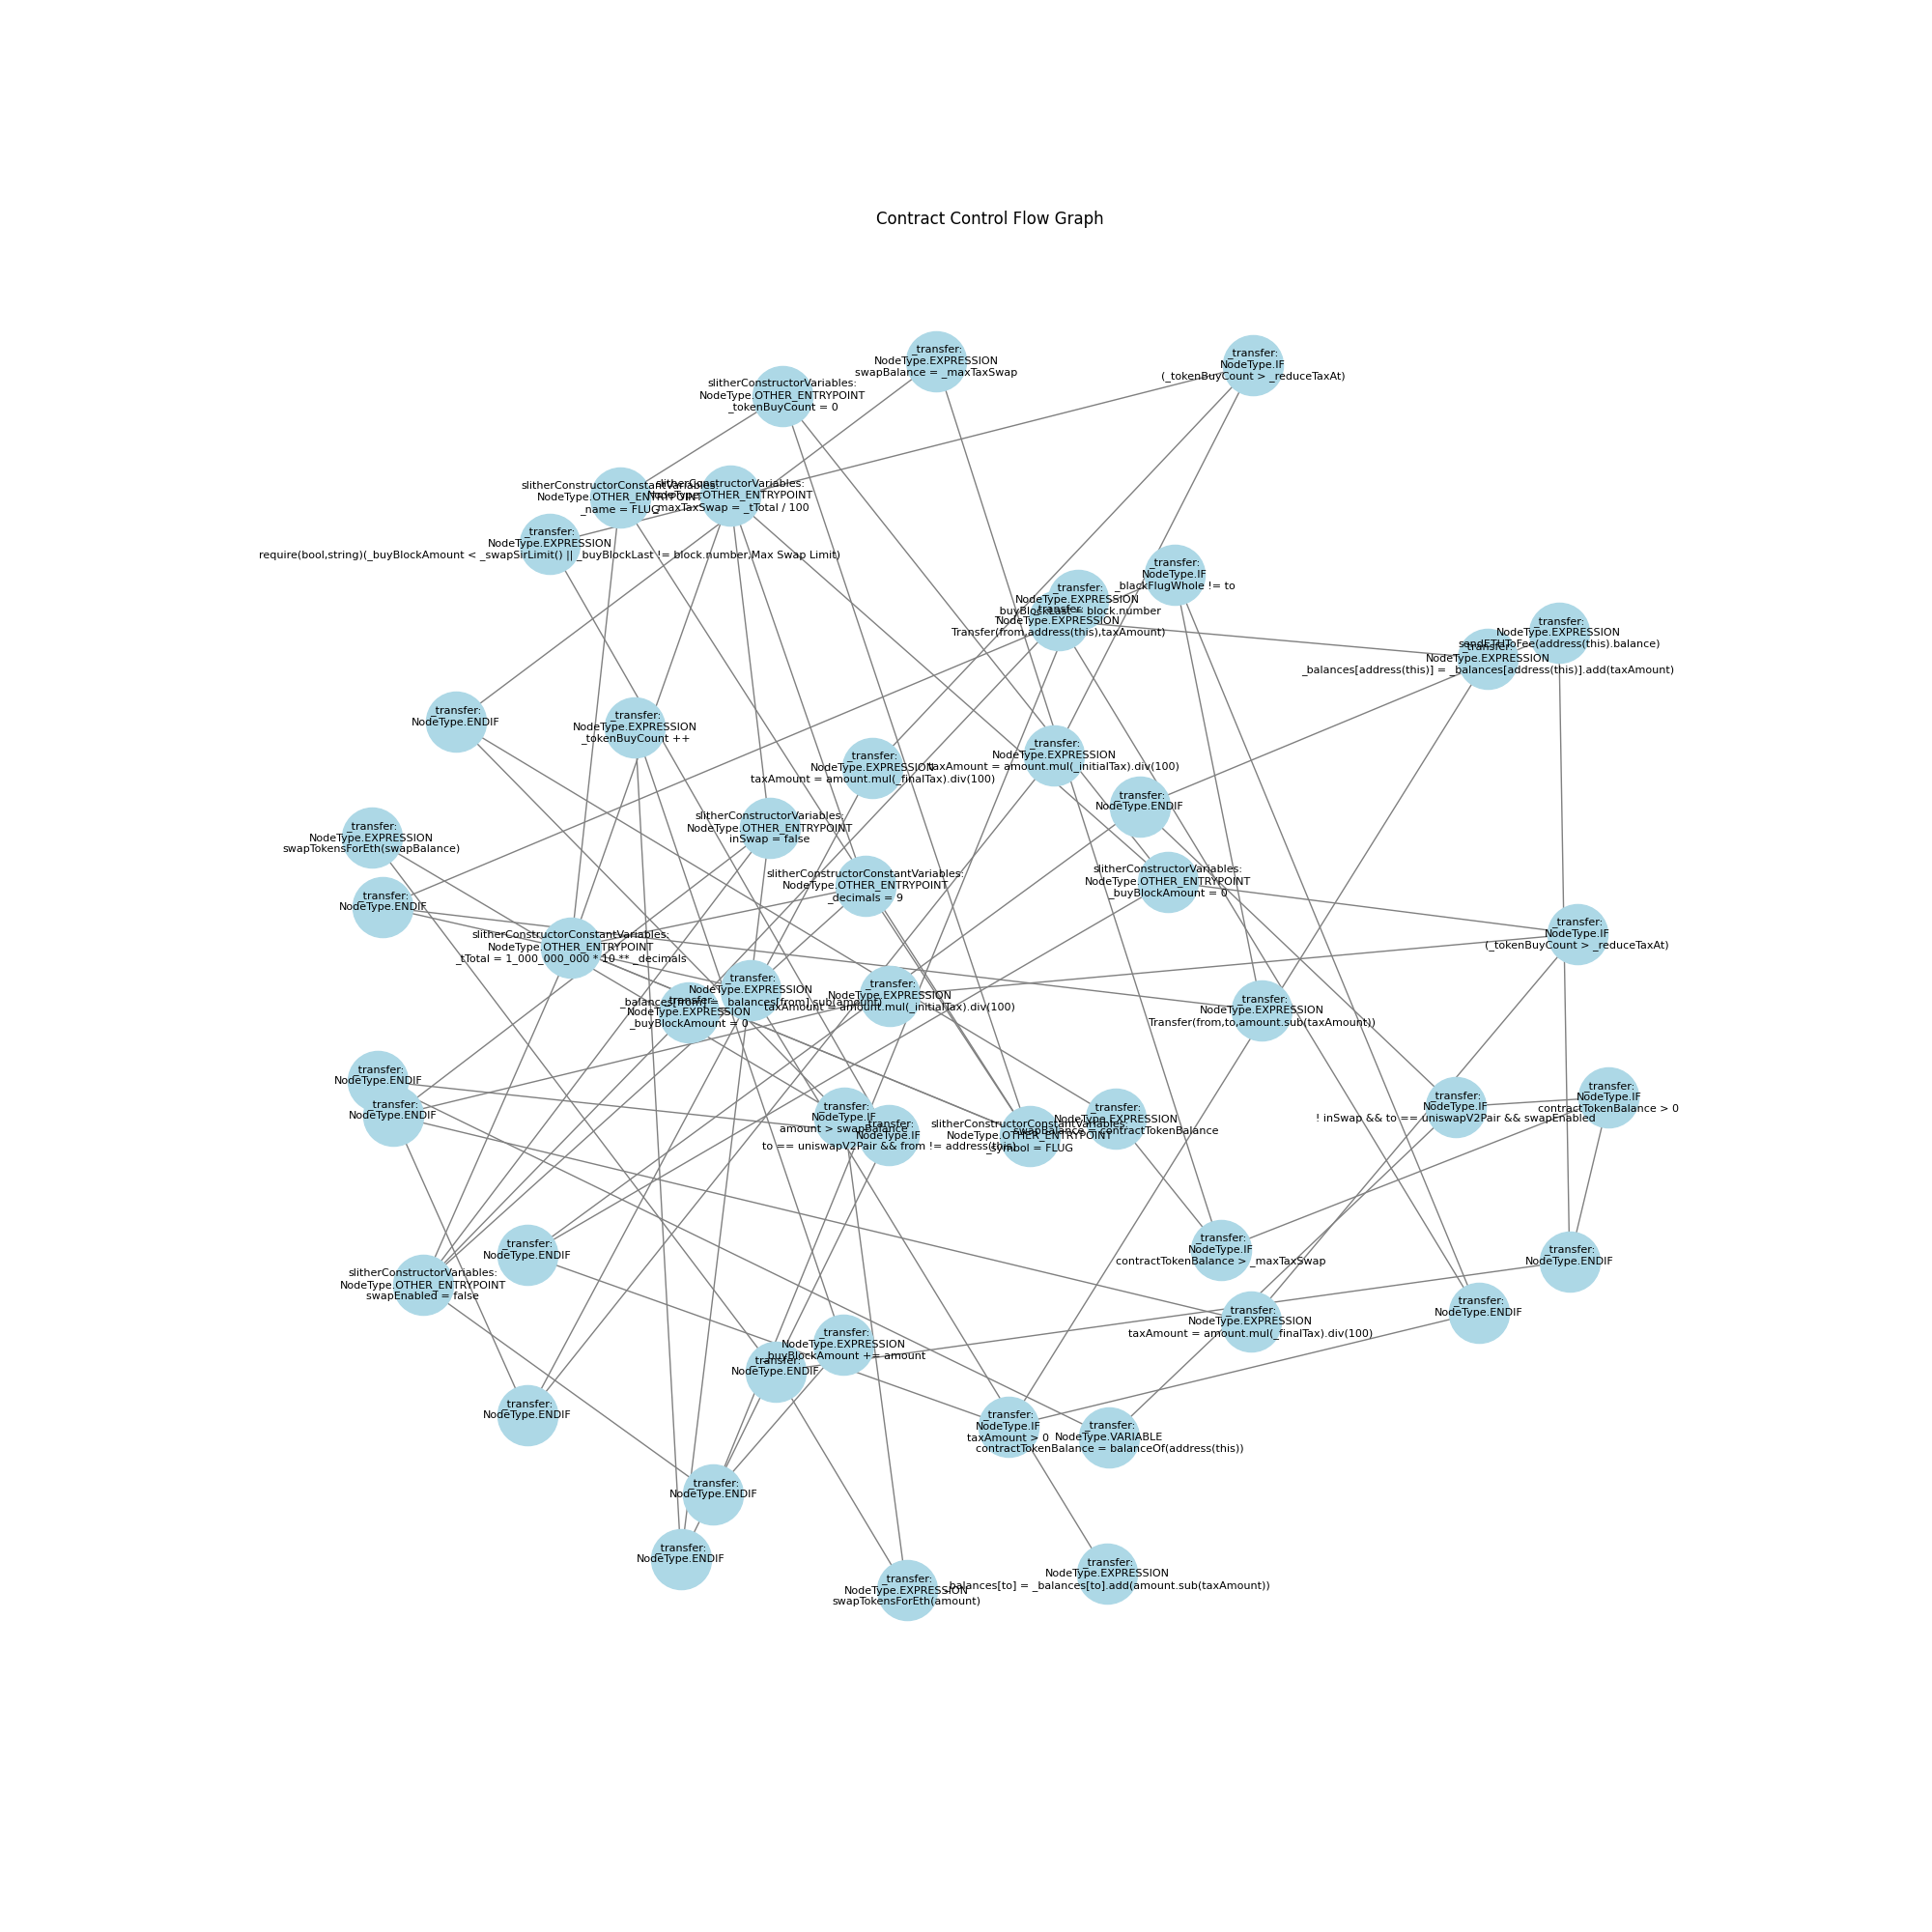 Contract Control Flow Graph
_transfer:
NodeType.EXPRESSION
swapBalance = _maxTaxSwap
_transfer:
NodeType.IF
(_tokenBuyCount > _reduceTaxAt)
slitherConstructorVariables:
NodeType.OTHER_ENTRYPOINT
_tokenBuyCount = 0
slitherConstructorConstantVariables:
NodeType.OTHER_ENTRYPOINT
_name = FLUG
slitherConstructorVariables:
NodeType.OTHER_ENTRYPOINT
_maxTaxSwap = _tTotal / 100
_transfer:
NodeType.EXPRESSION
require(bool,string)(_buyBlockAmount < _swapSirLimit() || _buyBlockLast != block.number,Max Swap Limit)
_transfer:
NodeType.IF
_blackFlugWhole != to
_transfer:
NodeType.EXPRESSION
_buyBlockLast = block.number
_transfer:
NodeType.EXPRESSION
Transfer(from,address(this),taxAmount)
_transfer:
NodeType.EXPRESSION
sendETHToFee(address(this).balance)
_transfer:
NodeType.EXPRESSION
_balances[address(this)] = _balances[address(this)].add(taxAmount)
_transfer:
NodeType.ENDIF
_transfer:
NodeType.EXPRESSION
_tokenBuyCount ++
_transfer:
NodeType.EXPRESSION
taxAmount = amount.mul(_finalTax).div(100)
_transfer:
NodeType.EXPRESSION
taxAmount = amount.mul(_initialTax).div(100)
_transfer:
NodeType.ENDIF
slitherConstructorVariables:
NodeType.OTHER_ENTRYPOINT
inSwap = false
_transfer:
NodeType.EXPRESSION
swapTokensForEth(swapBalance)
slitherConstructorConstantVariables:
NodeType.OTHER_ENTRYPOINT
_decimals = 9
slitherConstructorVariables:
NodeType.OTHER_ENTRYPOINT
_buyBlockAmount = 0
_transfer:
NodeType.ENDIF
slitherConstructorConstantVariables:
NodeType.OTHER_ENTRYPOINT
_tTotal = 1_000_000_000 * 10 ** _decimals
_transfer:
NodeType.IF
(_tokenBuyCount > _reduceTaxAt)
_transfer:
NodeType.EXPRESSION
_balances[from] = _balances[from].sub(amount)
_transfer:
NodeType.EXPRESSION
_buyBlockAmount = 0
_transfer:
NodeType.EXPRESSION
taxAmount = amount.mul(_initialTax).div(100)
_transfer:
NodeType.EXPRESSION
Transfer(from,to,amount.sub(taxAmount))
_transfer:
NodeType.ENDIF
_transfer:
NodeType.ENDIF
_transfer:
NodeType.IF
amount > swapBalance
_transfer:
NodeType.IF
to == uniswapV2Pair && from != address(this)
slitherConstructorConstantVariables:
NodeType.OTHER_ENTRYPOINT
_symbol = FLUG
_transfer:
NodeType.EXPRESSION
swapBalance = contractTokenBalance
_transfer:
NodeType.IF
! inSwap && to == uniswapV2Pair && swapEnabled
_transfer:
NodeType.IF
contractTokenBalance > 0
_transfer:
NodeType.IF
contractTokenBalance > _maxTaxSwap
_transfer:
NodeType.ENDIF
_transfer:
NodeType.ENDIF
slitherConstructorVariables:
NodeType.OTHER_ENTRYPOINT
swapEnabled = false
_transfer:
NodeType.EXPRESSION
taxAmount = amount.mul(_finalTax).div(100)
_transfer:
NodeType.ENDIF
_transfer:
NodeType.EXPRESSION
_buyBlockAmount += amount
_transfer:
NodeType.ENDIF
_transfer:
NodeType.ENDIF
_transfer:
NodeType.IF
taxAmount > 0
_transfer:
NodeType.VARIABLE
contractTokenBalance = balanceOf(address(this))
_transfer:
NodeType.ENDIF
_transfer:
NodeType.ENDIF
_transfer:
NodeType.EXPRESSION
swapTokensForEth(amount)
_transfer:
NodeType.EXPRESSION
_balances[to] = _balances[to].add(amount.sub(taxAmount))